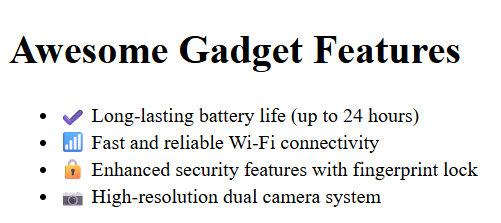 Awesome Gadget Features
• ✔ Long-lasting battery life (up to 24 hours)
• 📶 Fast and reliable Wi-Fi connectivity
• 🔒 Enhanced security features with fingerprint lock
• 📷 High-resolution dual camera system